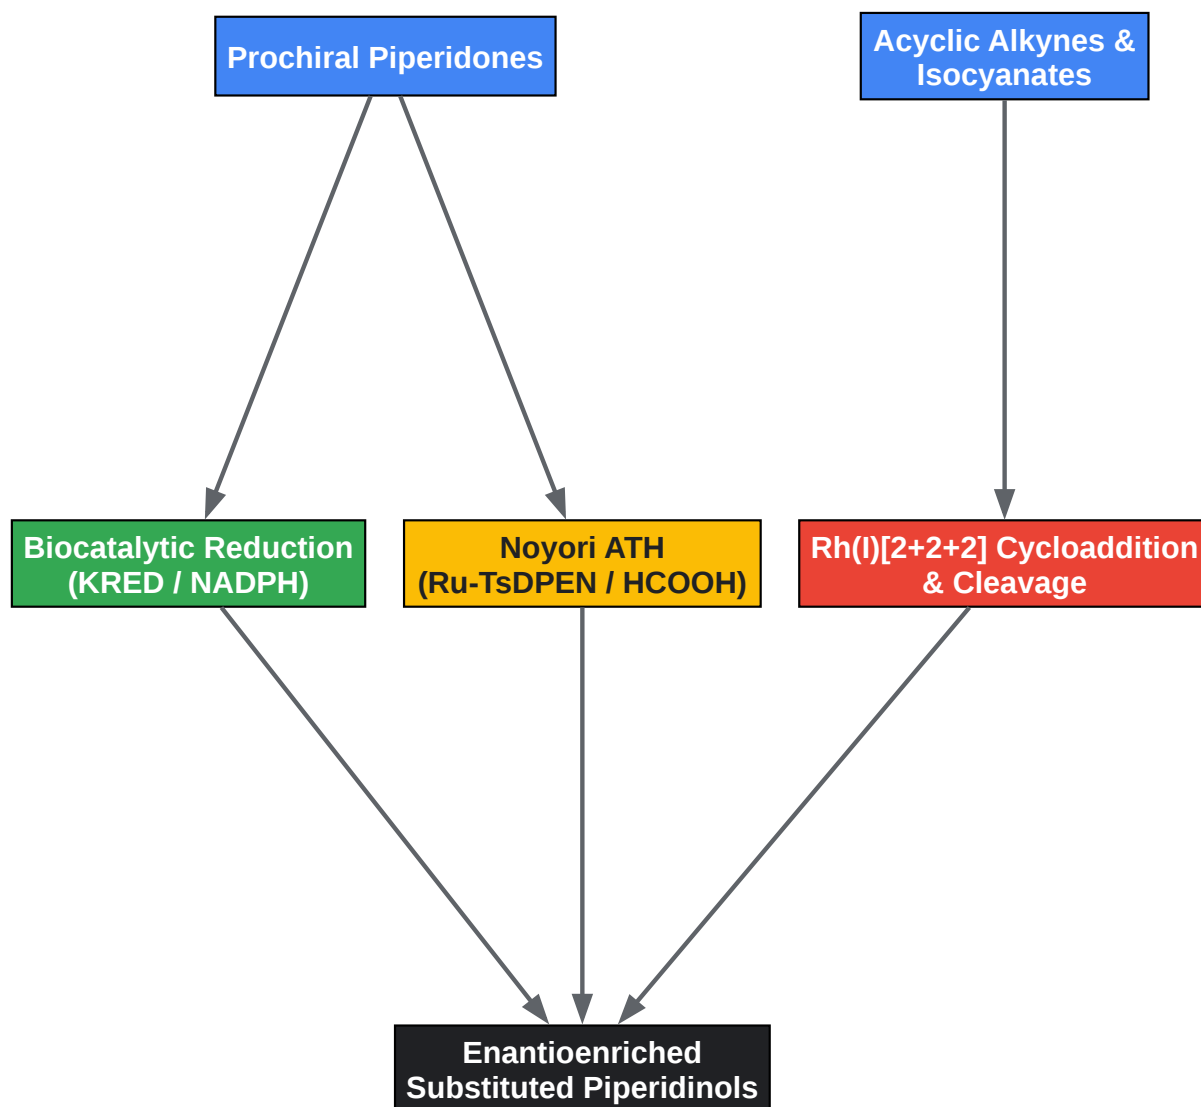 Prochiral Piperidones
Acyclic Alkynes &
Isocyanates
Biocatalytic Reduction
(KRED / NADPH)
Noyori ATH
(Ru-TsDPEN / HCOOH)
Rh(I)[2+2+2] Cycloaddition
& Cleavage
Enantioenriched
Substituted Piperidinols